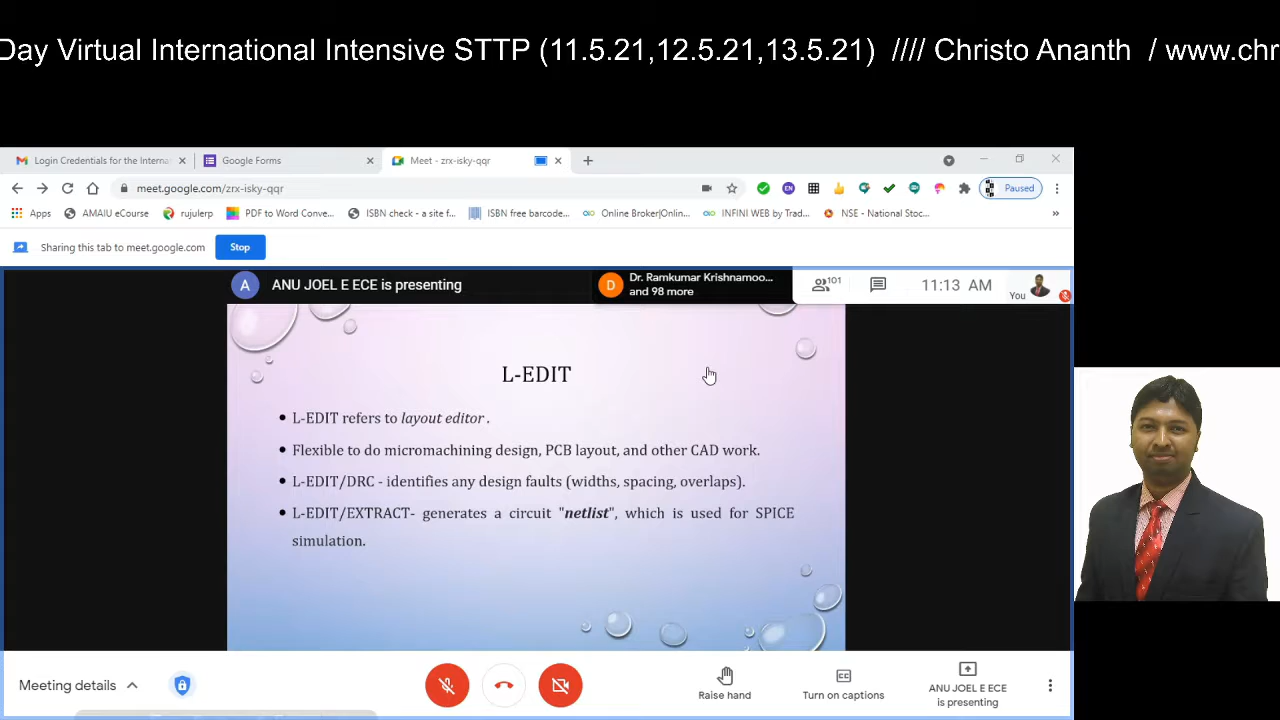 Day Virtual International Intensive STTP (11.5.21,12.5.21,13.5.21) //// Christo Ananth / www.chr
Login Credentials for the Interna
Google Forms
Meet - zrx-isky-qqr
meet.google.com/zrx-isky-qqr
EN
Paused
Apps
AMAIU eCourse
rujulerp
PDF to Word Conve...
ISBN check - a site f...
ISBN free barcode...
Online Broker|Onlin...
INFINI WEB by Trad...
NSE - National Stoc...
»
Sharing this tab to meet.google.com
Stop
A
ANU JOEL E ECE is presenting
D
Dr. Ramkumar Krishnamoo...
and 98 more
101
11:13 AM
You
L-EDIT
• L-EDIT refers to layout editor .
• Flexible to do micromachining design, PCB layout, and other CAD work.
• L-EDIT/DRC - identifies any design faults (widths, spacing, overlaps).
• L-EDIT/EXTRACT- generates a circuit "netlist", which is used for SPICE
simulation.
Meeting details
Raise hand
Turn on captions
ANU JOEL E ECE
is presenting